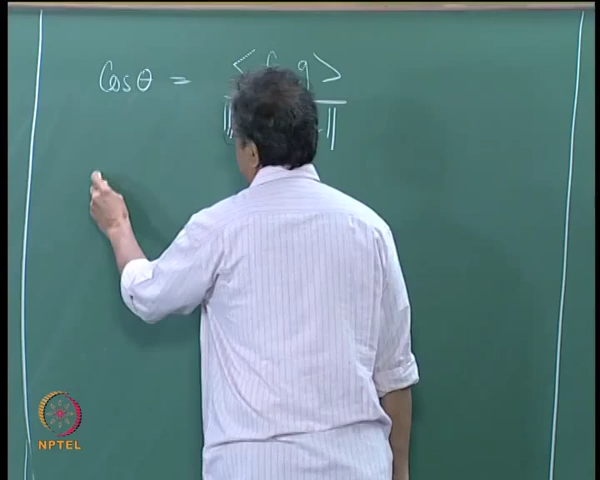 Cosθ = < f, g >
|| ||
NPTEL